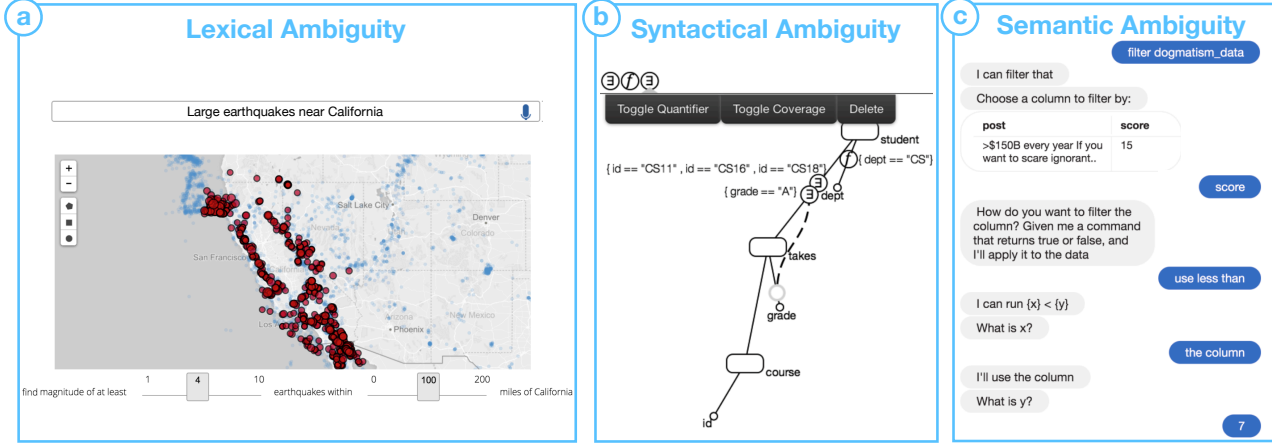 a
Lexical Ambiguity
Large earthquakes near California
+
−
Salt Lake City
Nevada
Denver
Colorado
San Francisco
California
Los
Arizona
Phoenix
New Mexico
find magnitude of at least
1
4
10
earthquakes within
0
100
200
miles of California
b
Syntactical Ambiguity
∃ f ∃
Toggle Quantifier
Toggle Coverage
Delete
student
{ dept == "CS"}
{ id == "CS11" , id == "CS16" , id == "CS18"}
∃
{ grade == "A"}
∃
dept
takes
grade
course
id
c
Semantic Ambiguity
filter dogmatism_data
I can filter that
Choose a column to filter by:
post score
>$150B every year If you 15
want to scare ignorant..
score
How do you want to filter the
column? Given me a command
that returns true or false, and
I'll apply it to the data
use less than
I can run {x} < {y}
What is x?
the column
I'll use the column
What is y?
7